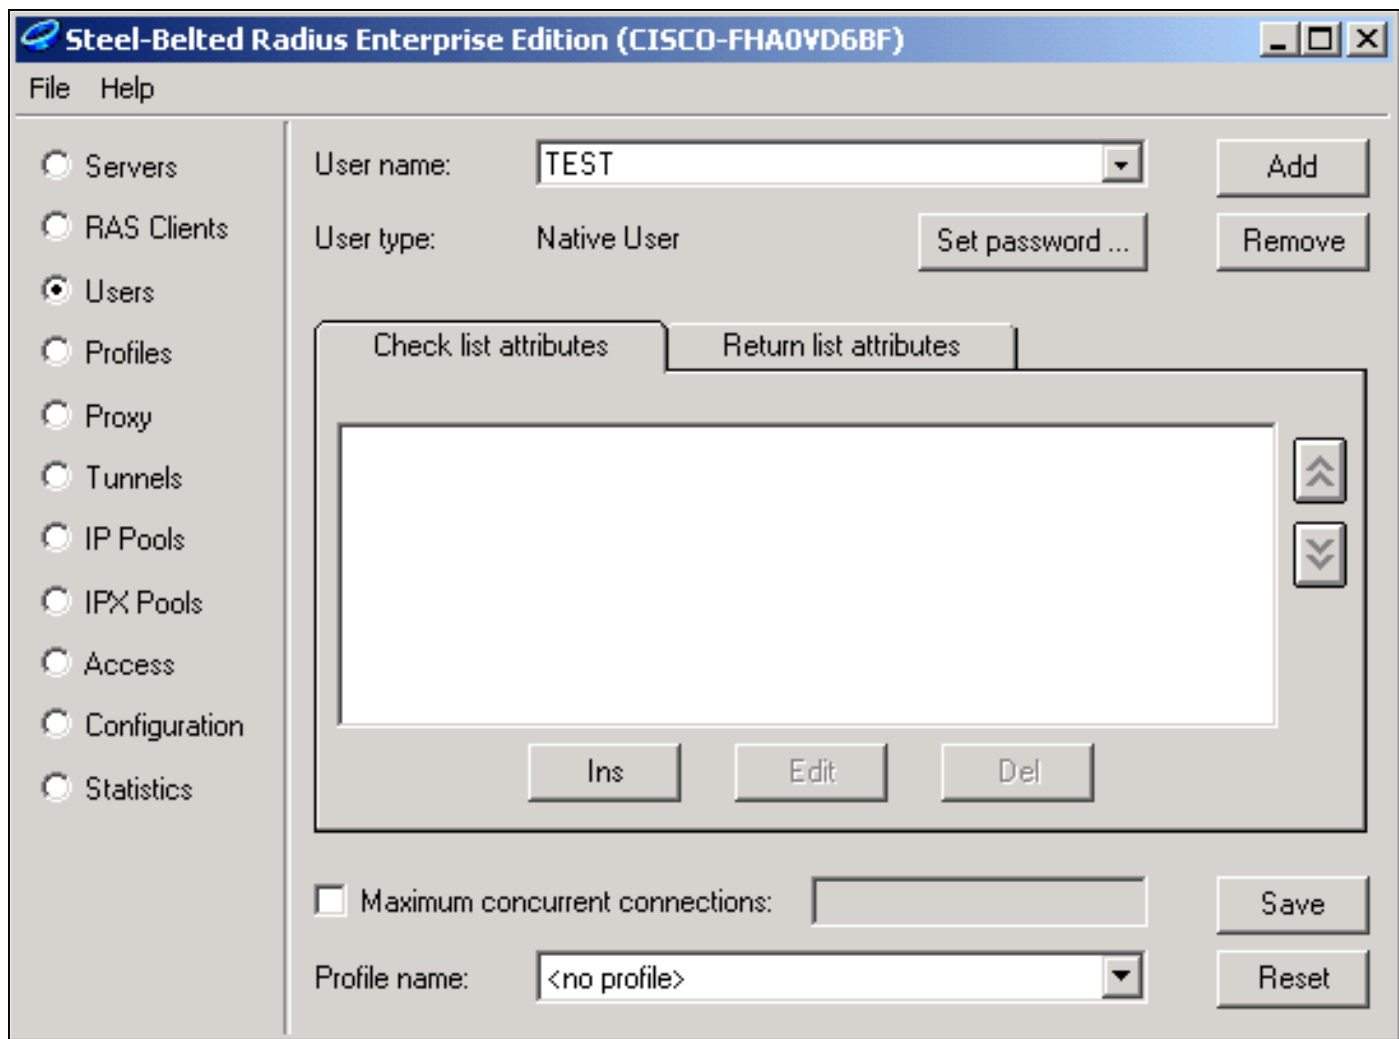 Steel-Belted Radius Enterprise Edition (CISCO-FHA0VD6BF)
File Help
Servers
RAS Clients
Users
Profiles
Proxy
Tunnels
IP Pools
IPX Pools
Access
Configuration
Statistics
User name: TEST Add
User type: Native User Set password ... Remove
Check list attributes Return list attributes
Ins Edit Del
Maximum concurrent connections: Save
Profile name: <no profile> Reset